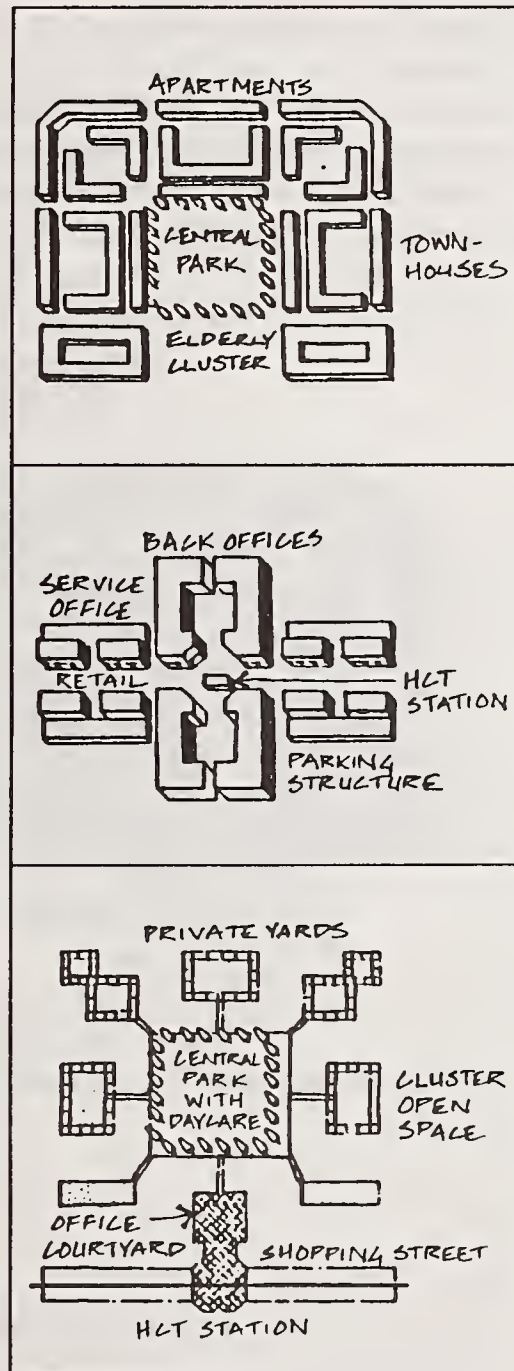 APARTMENTS
CENTRAL
PARK
TOWN-
HOUSES
ELDERLY
CLUSTER
BACK OFFICES
SERVICE
OFFICE
RETAIL
HCT
STATION
PARKING
STRUCTURE
PRIVATE YARDS
CENTRAL
PARK
WITH
DAYCARE
CLUSTER
OPEN
SPACE
OFFICE
COURTYARD
SHOPPING STREET
HCT STATION